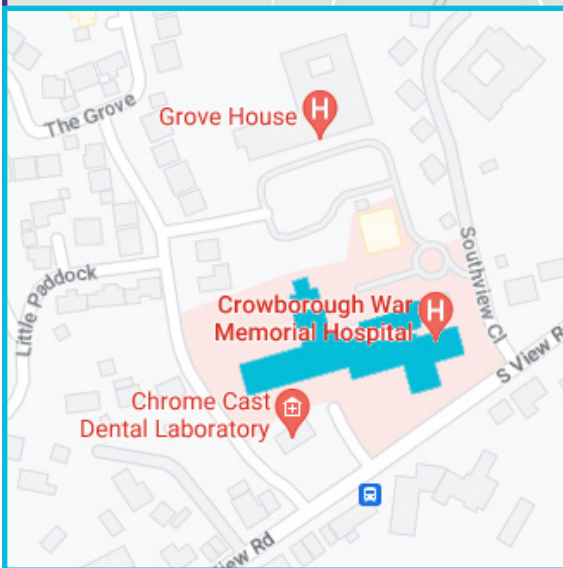 The Grove
Grove House
H
Little Paddock
Southview Cl
Crowborough War
Memorial Hospital
H
S View R
Chrome Cast
Dental Laboratory
View Rd